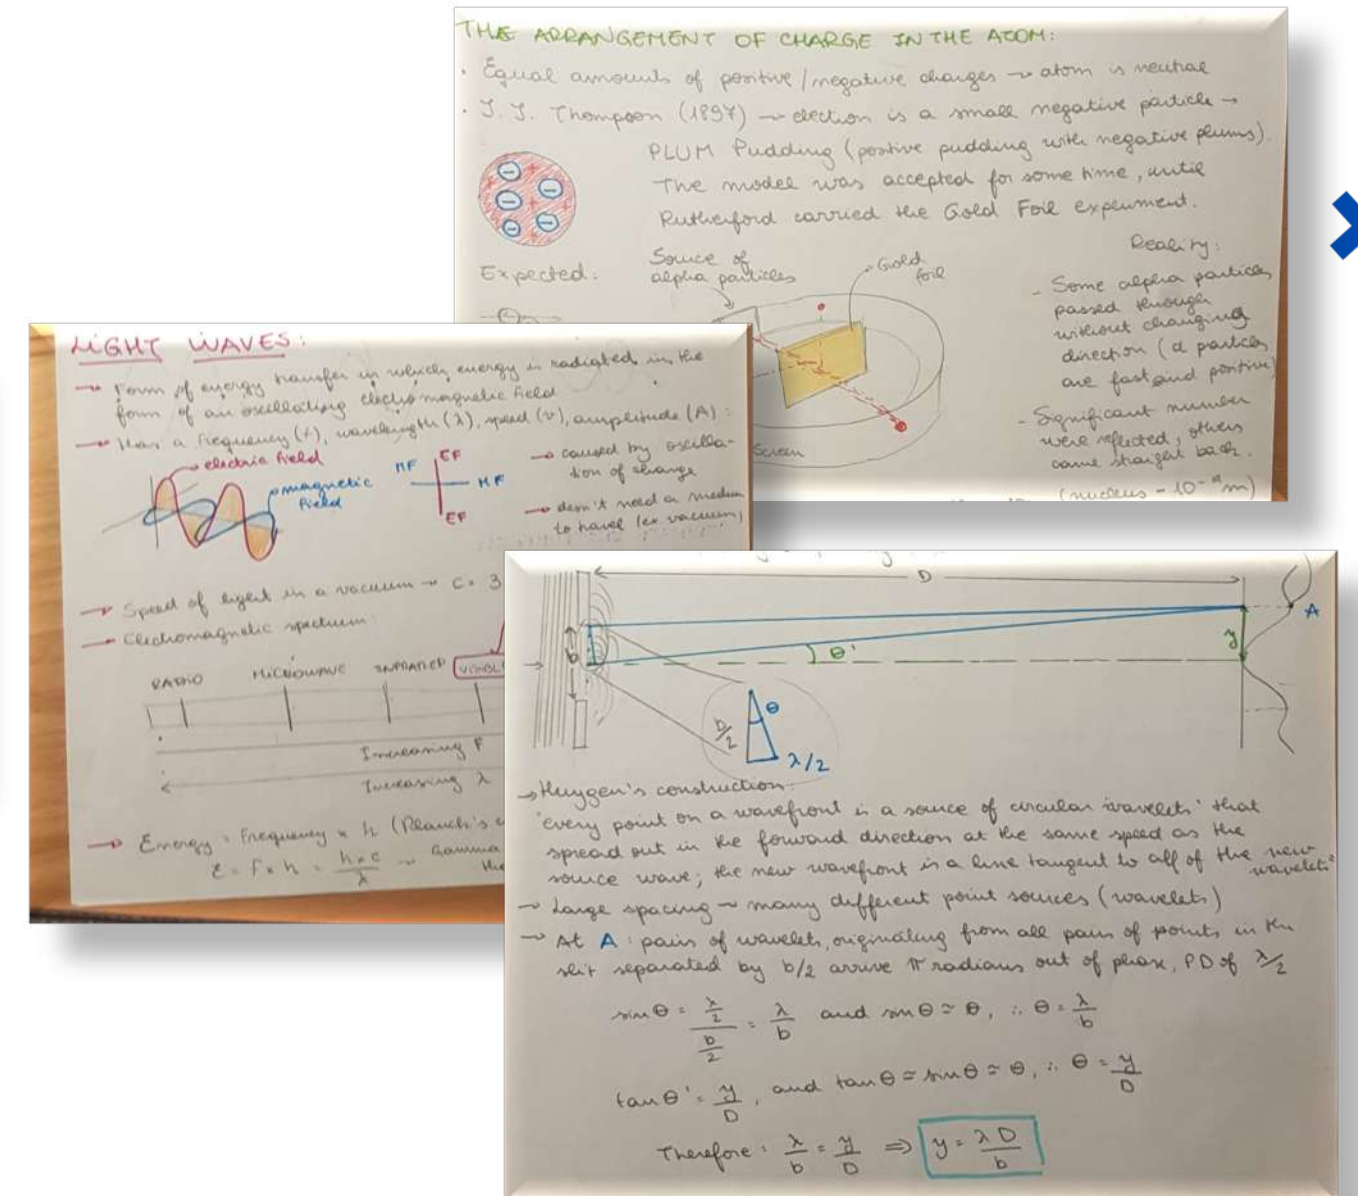 THE ARRANGEMENT OF CHARGE IN THE ATOM:
· Equal amounts of positive/negative charges → atom is neutral
· J. J. Thompson (1897) → electron is a small negative particle →
PLUM Pudding (positive pudding with negative plums).
The model was accepted for some time, until
Rutherford carried the Gold Foil experiment.
Expected:
Source of
alpha particles
Gold
foil
Screen
Reality:
- Some alpha particles
passed through
without changing
direction (α particles
are fast and positive)
- Significant number
were reflected, others
came straight back.
(nucleus -
LIGHT WAVES:
→ Form of energy transfer in which energy is radiated in the
form of an oscillating electromagnetic field
→ Has a frequency (f), wavelength (λ), speed (v), amplitude (A):
electric field
magnetic
field
EF
MF
MF
EF
→ caused by oscilla-
tion of charge
→ don't need a medium
to travel (ex vacuum)
→ Speed of light in a vacuum → c = 3
→ Electromagnetic spectrum:
RADIO MICROWAVE INFRARED VISIBL
Increasing F
Increasing λ
→ Energy = Frequency × h (Planck's c
E = f × h = h × c / λ → Gamma
the
D
A
b
θ'
y
b/2
θ
λ/2
→ Huygen's construction:
'every point on a wavefront is a source of circular 'wavelets' that
spread out in the forward direction at the same speed as the
source wave; the new wavefront is a line tangent to all of the new
wavelets'
→ Large spacing → many different point sources (wavelets)
→ At A: pairs of wavelets, originating from all pairs of points in the
slit separated by b/2 arrive π radians out of phase, PD of λ/2
sin θ = (λ/2)/(b/2) = λ/b and sin θ ≈ θ, ∴ θ = λ/b
tan θ' = y/D, and tan θ ≈ sin θ ≈ θ, ∴ θ = y/D
Therefore: λ/b = y/D ⇒ y = λD/b